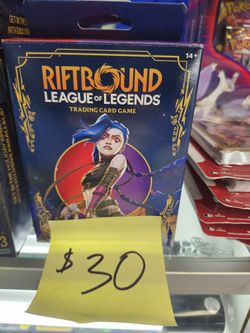 14+
RIFTBOUND
LEAGUE OF LEGENDS
TRADING CARD GAME
$30